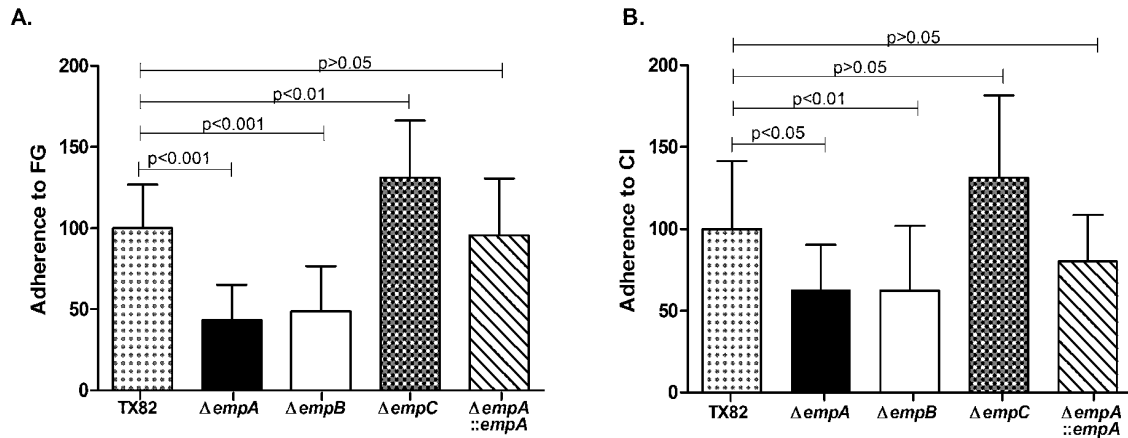 A.
Adherence to FG
200
150
100
50
0
p>0.05
p<0.01
p<0.001
p<0.001
TX82
ΔempA
ΔempB
ΔempC
ΔempA
::empA
B.
Adherence to CI
200
150
100
50
0
p>0.05
p>0.05
p<0.01
p<0.05
TX82
ΔempA
ΔempB
ΔempC
ΔempA
::empA